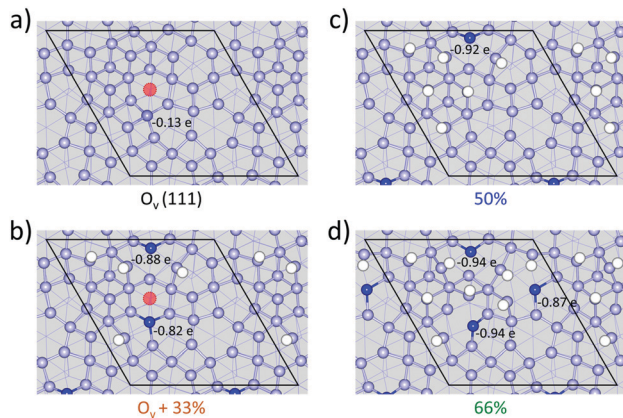 a)
-0.13 e
Oᵥ (111)
c)
-0.92 e
50%
b)
-0.88 e
-0.82 e
Oᵥ + 33%
d)
-0.94 e
-0.87 e
-0.94 e
66%